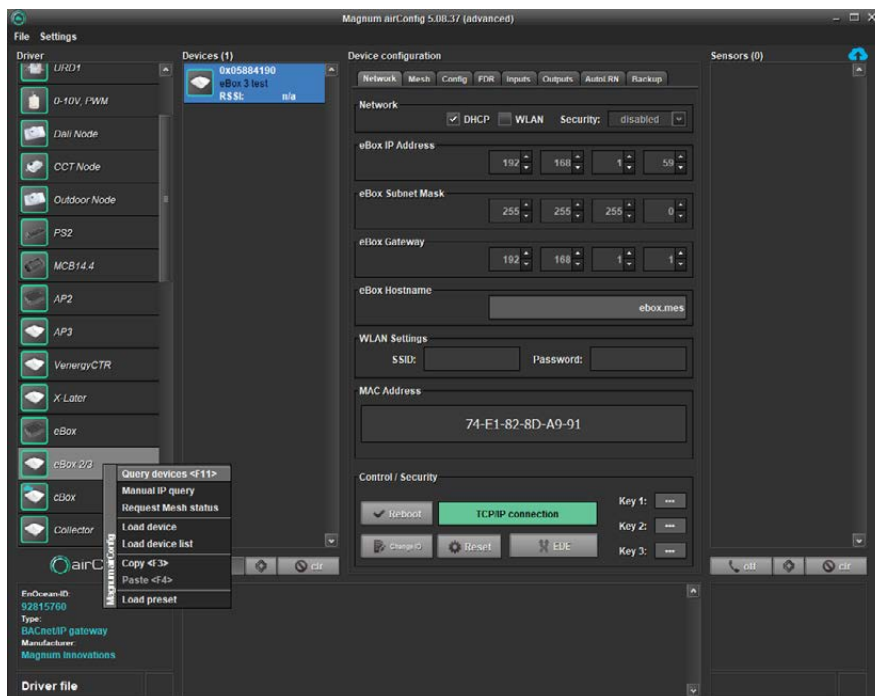 Magnum airConfig 5.08.37 (advanced)
File Settings
Driver
Devices (1)
Device configuration
Sensors (0)
URD1
0-10V, PWM
Dali Node
CCT Node
Outdoor Node
PS2
MCB14.4
AP2
AP3
VenergyCTR
X-Later
eBox
eBox 2/3
cBox
Collector
0x05884190
eBox 3 test
RSSI: n/a
Network Mesh Config FDR Inputs Outputs AutoLRN Backup
Network
DHCP WLAN Security: disabled
eBox IP Address
192 168 1 59
eBox Subnet Mask
255 255 255 0
eBox Gateway
192 168 1 1
eBox Hostname
ebox.mes
WLAN Settings
SSID: Password:
MAC Address
74-E1-82-8D-A9-91
Control / Security
Reboot TCP/IP connection
Change ID Reset EDE
Key 1: ---
Key 2: ---
Key 3: ---
Query devices <F11>
Manual IP query
Request Mesh status
Load device
Load device list
Copy <F3>
Paste <F4>
Load preset
Magnum airConfig
airC
clr
all clr
EnOcean-ID:
92815760
Type:
BACnet/IP gateway
Manufacturer:
Magnum Innovations
Driver file